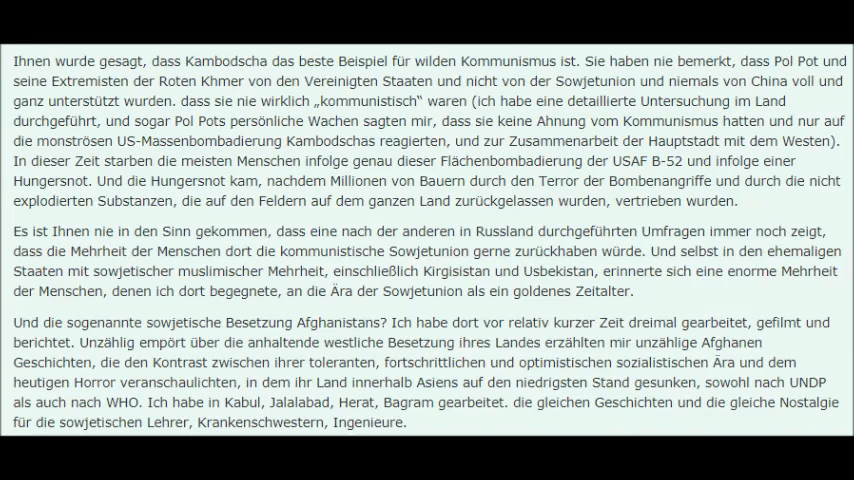 Ihnen wurde gesagt, dass Kambodscha das beste Beispiel für wilden Kommunismus ist. Sie haben nie bemerkt, dass Pol Pot und
seine Extremisten der Roten Khmer von den Vereinigten Staaten und nicht von der Sowjetunion und niemals von China voll und
ganz unterstützt wurden. dass sie nie wirklich „kommunistisch“ waren (ich habe eine detaillierte Untersuchung im Land
durchgeführt, und sogar Pol Pots persönliche Wachen sagten mir, dass sie keine Ahnung vom Kommunismus hatten und nur auf
die monströsen US-Massenbombadierung Kambodschas reagierten, und zur Zusammenarbeit der Hauptstadt mit dem Westen).
In dieser Zeit starben die meisten Menschen infolge genau dieser Flächenbombadierung der USAF B-52 und infolge einer
Hungersnot. Und die Hungersnot kam, nachdem Millionen von Bauern durch den Terror der Bombenangriffe und durch die nicht
explodierten Substanzen, die auf den Feldern auf dem ganzen Land zurückgelassen wurden, vertrieben wurden.
Es ist Ihnen nie in den Sinn gekommen, dass eine nach der anderen in Russland durchgeführten Umfragen immer noch zeigt,
dass die Mehrheit der Menschen dort die kommunistische Sowjetunion gerne zurückhaben würde. Und selbst in den ehemaligen
Staaten mit sowjetischer muslimischer Mehrheit, einschließlich Kirgisistan und Usbekistan, erinnerte sich eine enorme Mehrheit
der Menschen, denen ich dort begegnete, an die Ära der Sowjetunion als ein goldenes Zeitalter.
Und die sogenannte sowjetische Besetzung Afghanistans? Ich habe dort vor relativ kurzer Zeit dreimal gearbeitet, gefilmt und
berichtet. Unzählig empört über die anhaltende westliche Besetzung ihres Landes erzählten mir unzählige Afghanen
Geschichten, die den Kontrast zwischen ihrer toleranten, fortschrittlichen und optimistischen sozialistischen Ära und dem
heutigen Horror veranschaulichten, in dem ihr Land innerhalb Asiens auf den niedrigsten Stand gesunken, sowohl nach UNDP
als auch nach WHO. Ich habe in Kabul, Jalalabad, Herat, Bagram gearbeitet. die gleichen Geschichten und die gleiche Nostalgie
für die sowjetischen Lehrer, Krankenschwestern, Ingenieure.